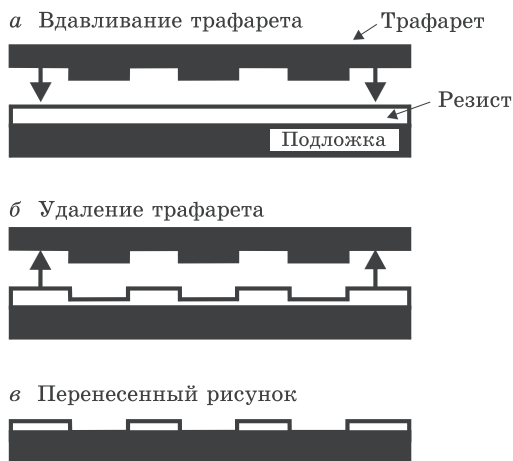 а Вдавливание трафарета
Трафарет
Резист
Подложка
б Удаление трафарета
в Перенесенный рисунок